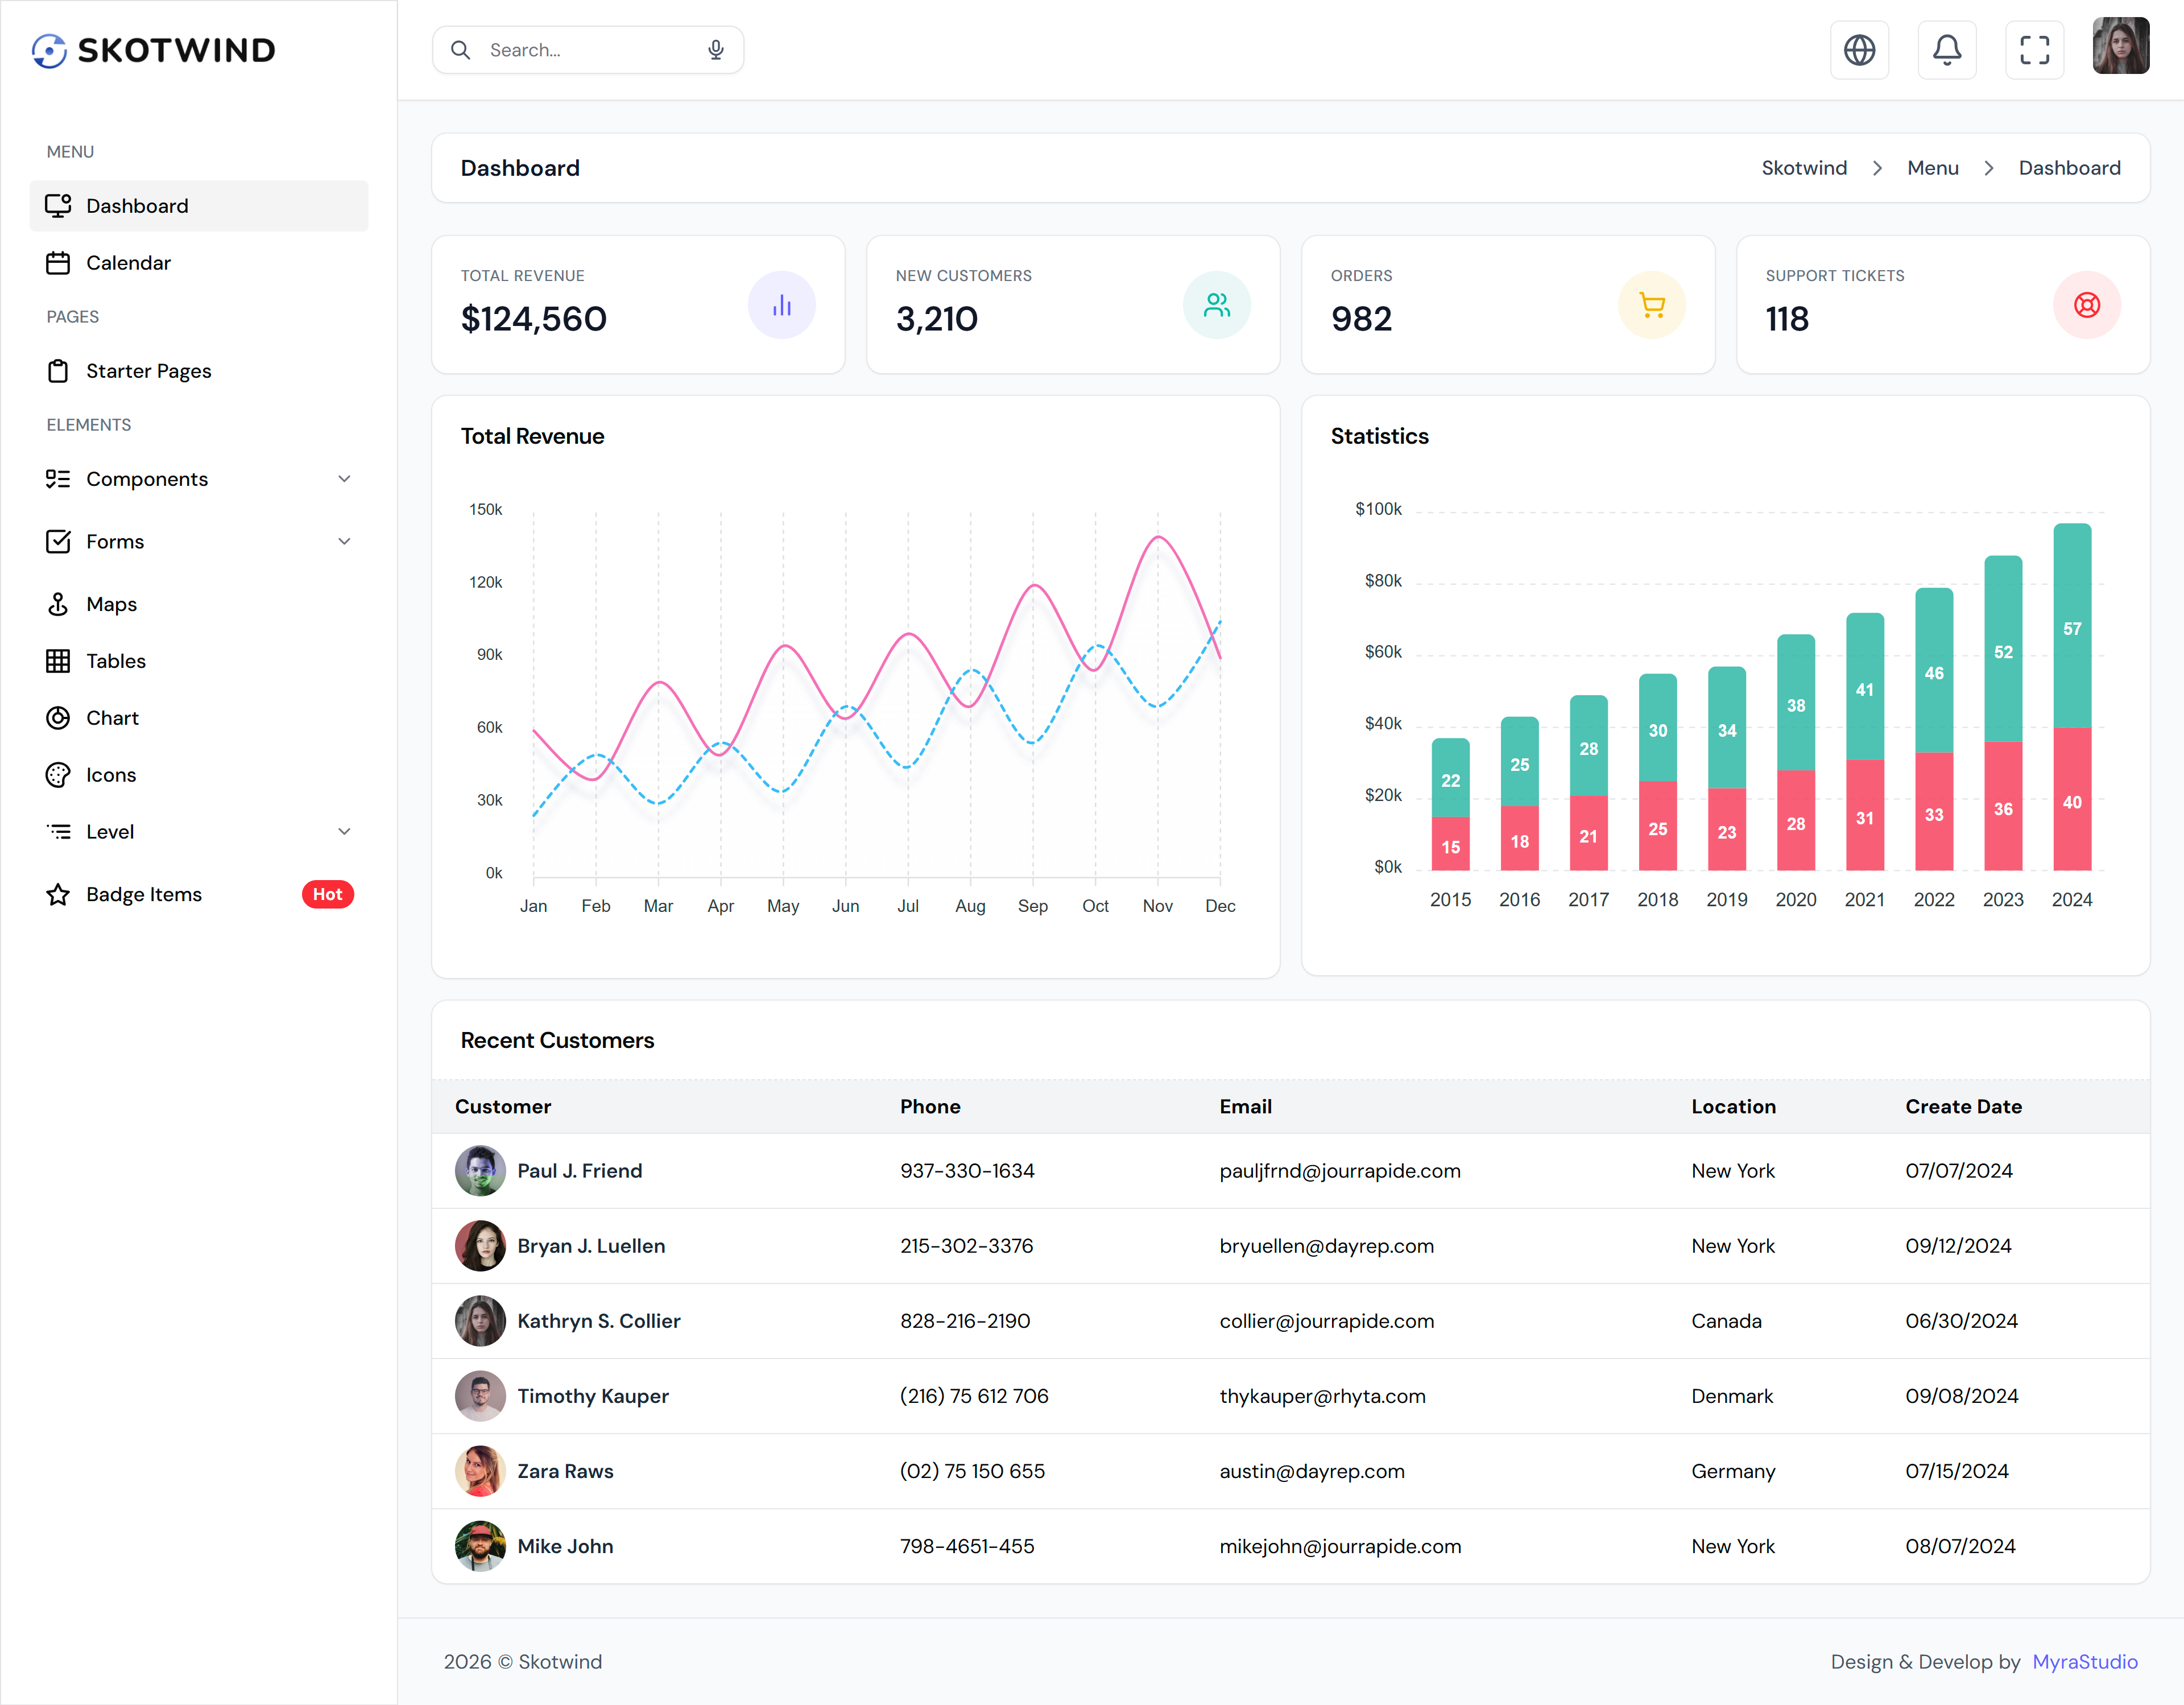 SKOTWIND
Search...
MENU
Dashboard
Calendar
PAGES
Starter Pages
ELEMENTS
Components
Forms
Maps
Tables
Chart
Icons
Level
Badge Items Hot
Dashboard
Skotwind Menu Dashboard
TOTAL REVENUE
$124,560
NEW CUSTOMERS
3,210
ORDERS
982
SUPPORT TICKETS
118
Total Revenue
150k
120k
90k
60k
30k
0k
Jan Feb Mar Apr May Jun Jul Aug Sep Oct Nov Dec
Statistics
$100k
$80k
$60k
$40k
$20k
$0k
22 25 28 30 34 38 41 46 52 57
15 18 21 25 23 28 31 33 36 40
2015 2016 2017 2018 2019 2020 2021 2022 2023 2024
Recent Customers
Customer Phone Email Location Create Date
Paul J. Friend 937-330-1634 pauljfrnd@jourrapide.com New York 07/07/2024
Bryan J. Luellen 215-302-3376 bryuellen@dayrep.com New York 09/12/2024
Kathryn S. Collier 828-216-2190 collier@jourrapide.com Canada 06/30/2024
Timothy Kauper (216) 75 612 706 thykauper@rhyta.com Denmark 09/08/2024
Zara Raws (02) 75 150 655 austin@dayrep.com Germany 07/15/2024
Mike John 798-4651-455 mikejohn@jourrapide.com New York 08/07/2024
2026 © Skotwind
Design & Develop by MyraStudio